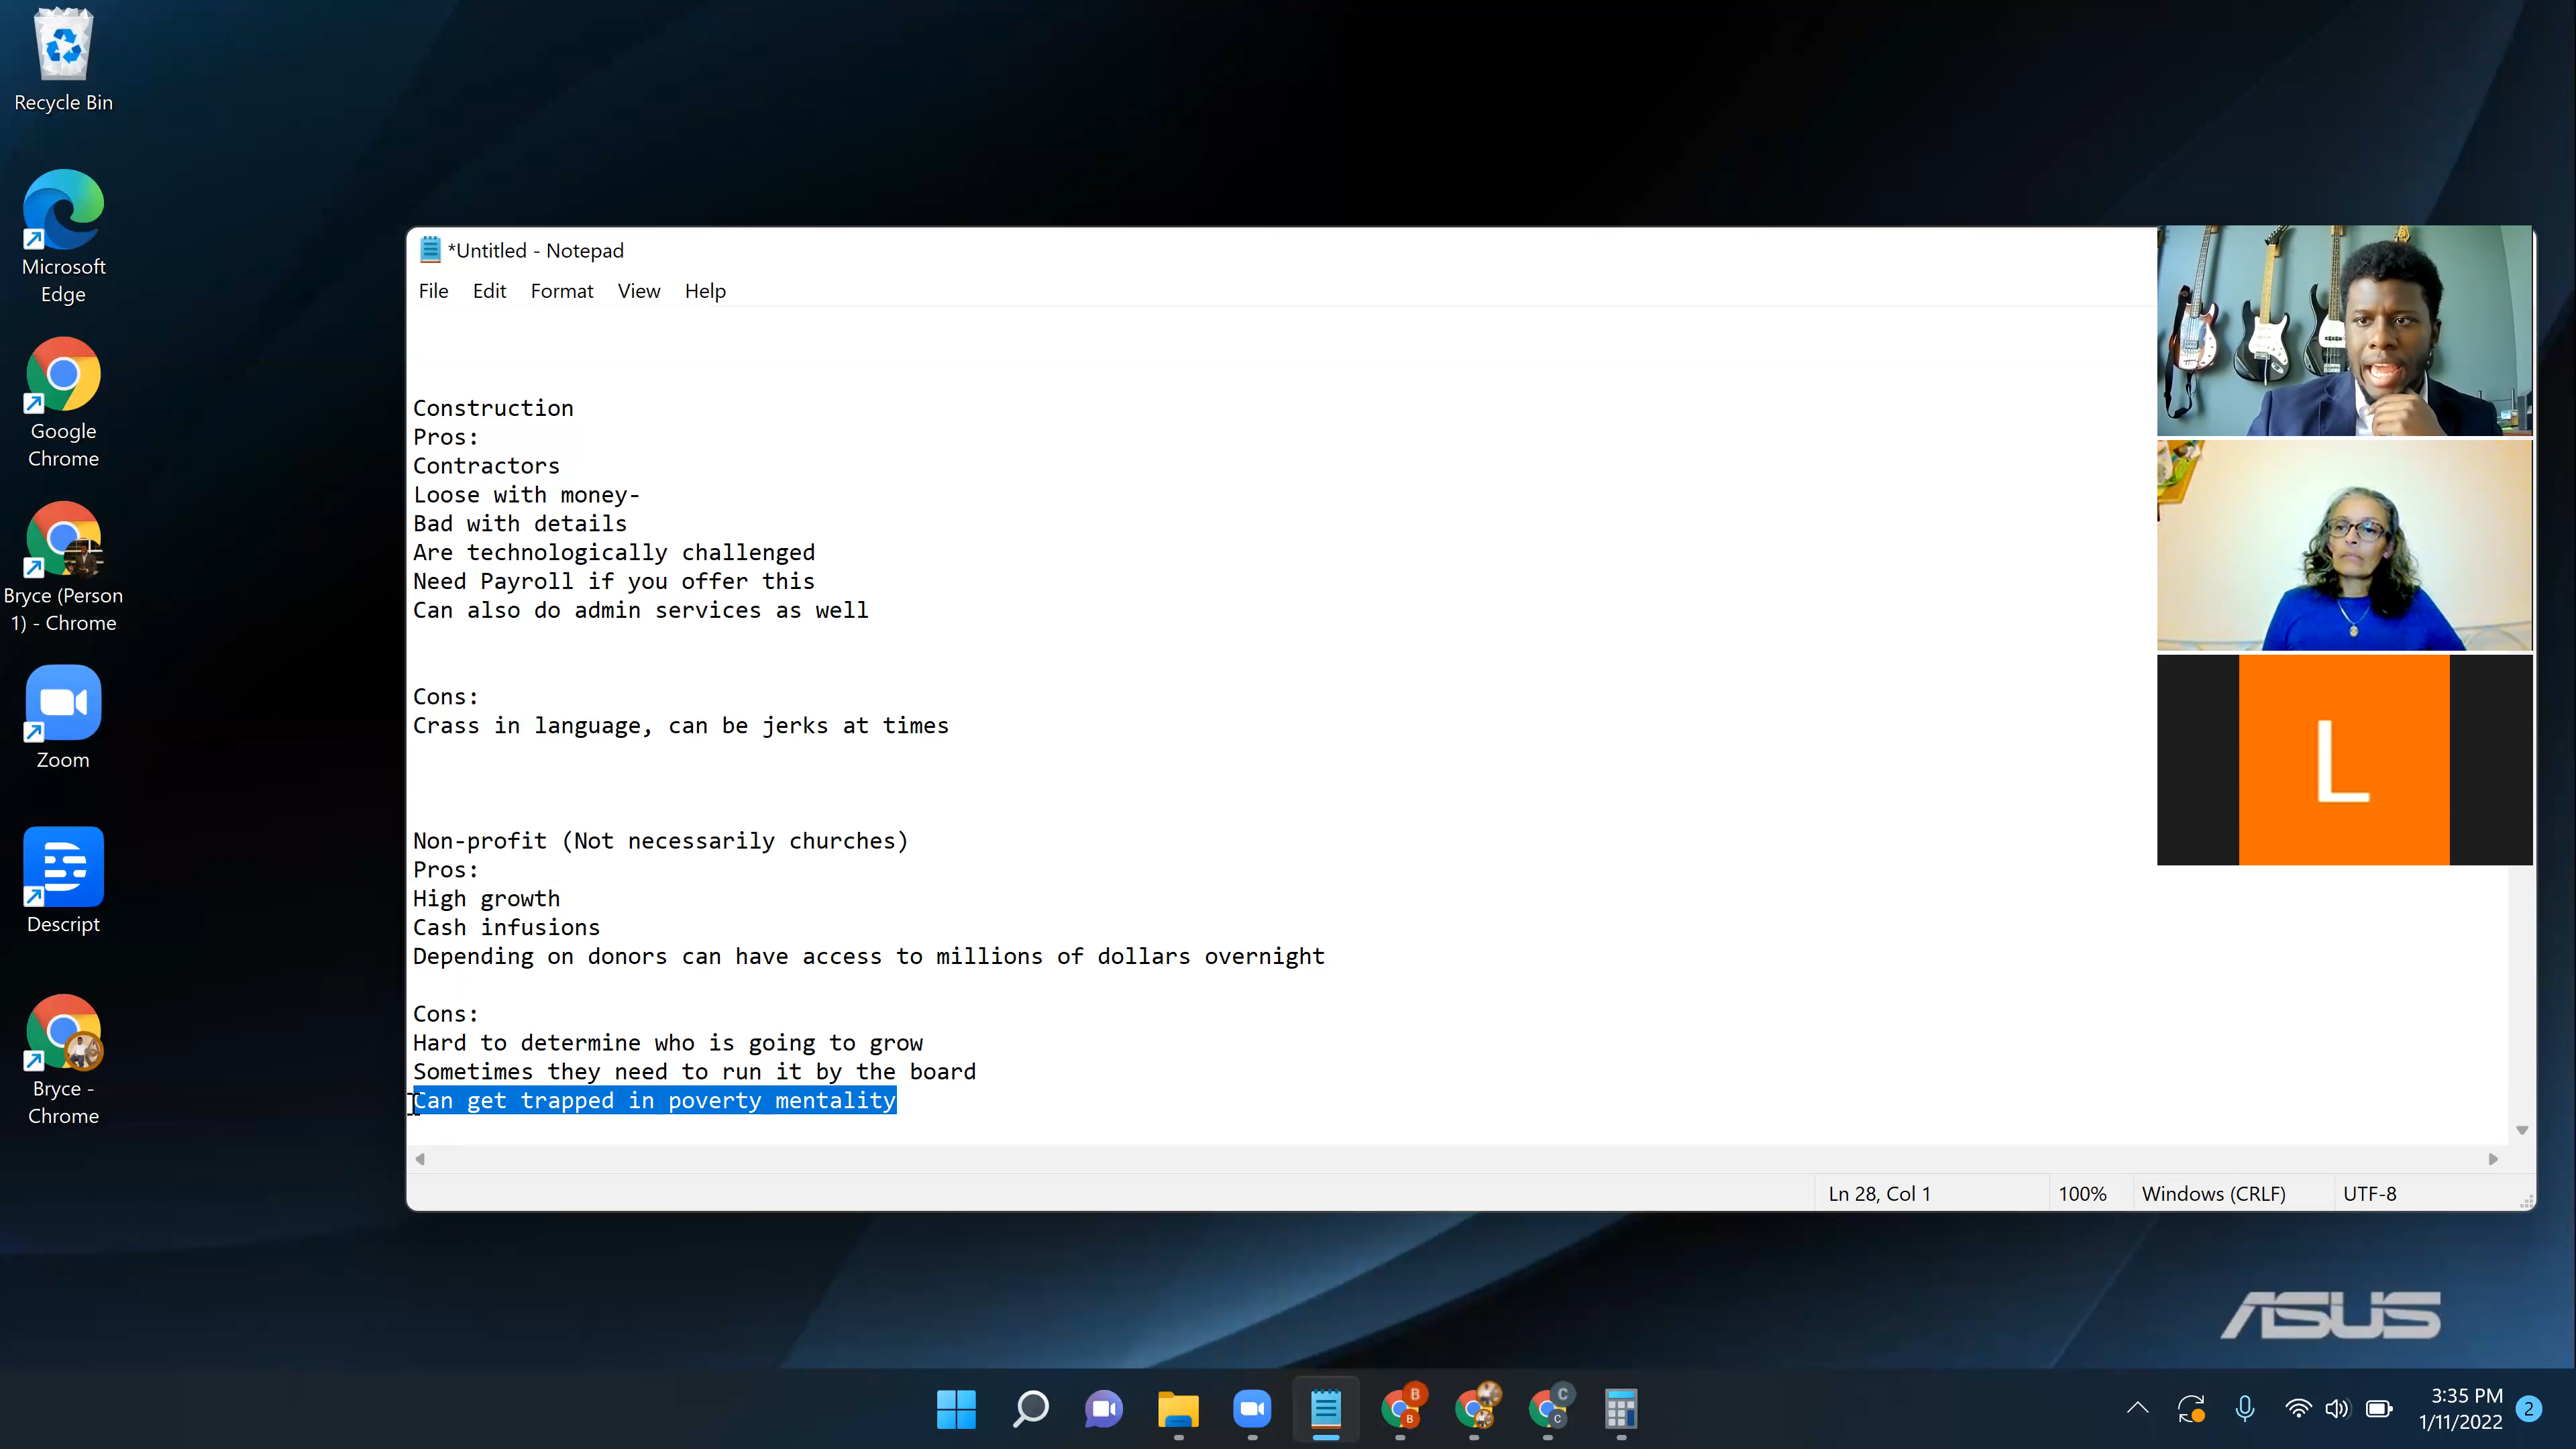 Recycle Bin
Microsoft
Edge
Google
Chrome
Bryce (Person
1) - Chrome
Zoom
Descript
Bryce -
Chrome
*Untitled - Notepad
File Edit Format View Help
Construction
Pros:
Contractors
Loose with money-
Bad with details
Are technologically challenged
Need Payroll if you offer this
Can also do admin services as well
Cons:
Crass in language, can be jerks at times
Non-profit (Not necessarily churches)
Pros:
High growth
Cash infusions
Depending on donors can have access to millions of dollars overnight
Cons:
Hard to determine who is going to grow
Sometimes they need to run it by the board
Can get trapped in poverty mentality
Ln 28, Col 1 100% Windows (CRLF) UTF-8
L
ASUS
B
B
C
C
3:35 PM
1/11/2022
2